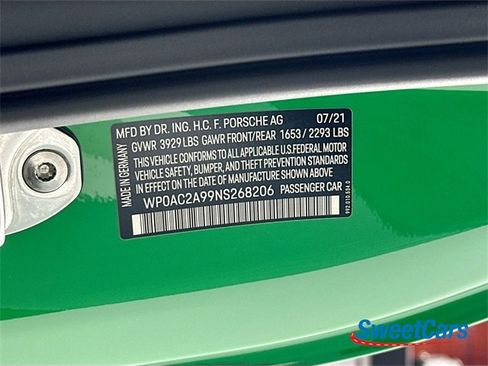 MFD BY DR. ING. H.C. F. PORSCHE AG 07/21
GVWR 3929 LBS GAWR FRONT/REAR 1653 / 2293 LBS
THIS VEHICLE CONFORMS TO ALL APPLICABLE U.S.FEDERAL MOTOR
VEHICLE SAFETY, BUMPER, AND THEFT PREVENTION STANDARDS
IN EFFECT ON THE DATE OF MANUFACTURE SHOWN ABOVE.
WP0AC2A99NS268206 PASSENGER CAR
MADE IN GERMANY
SweetCars